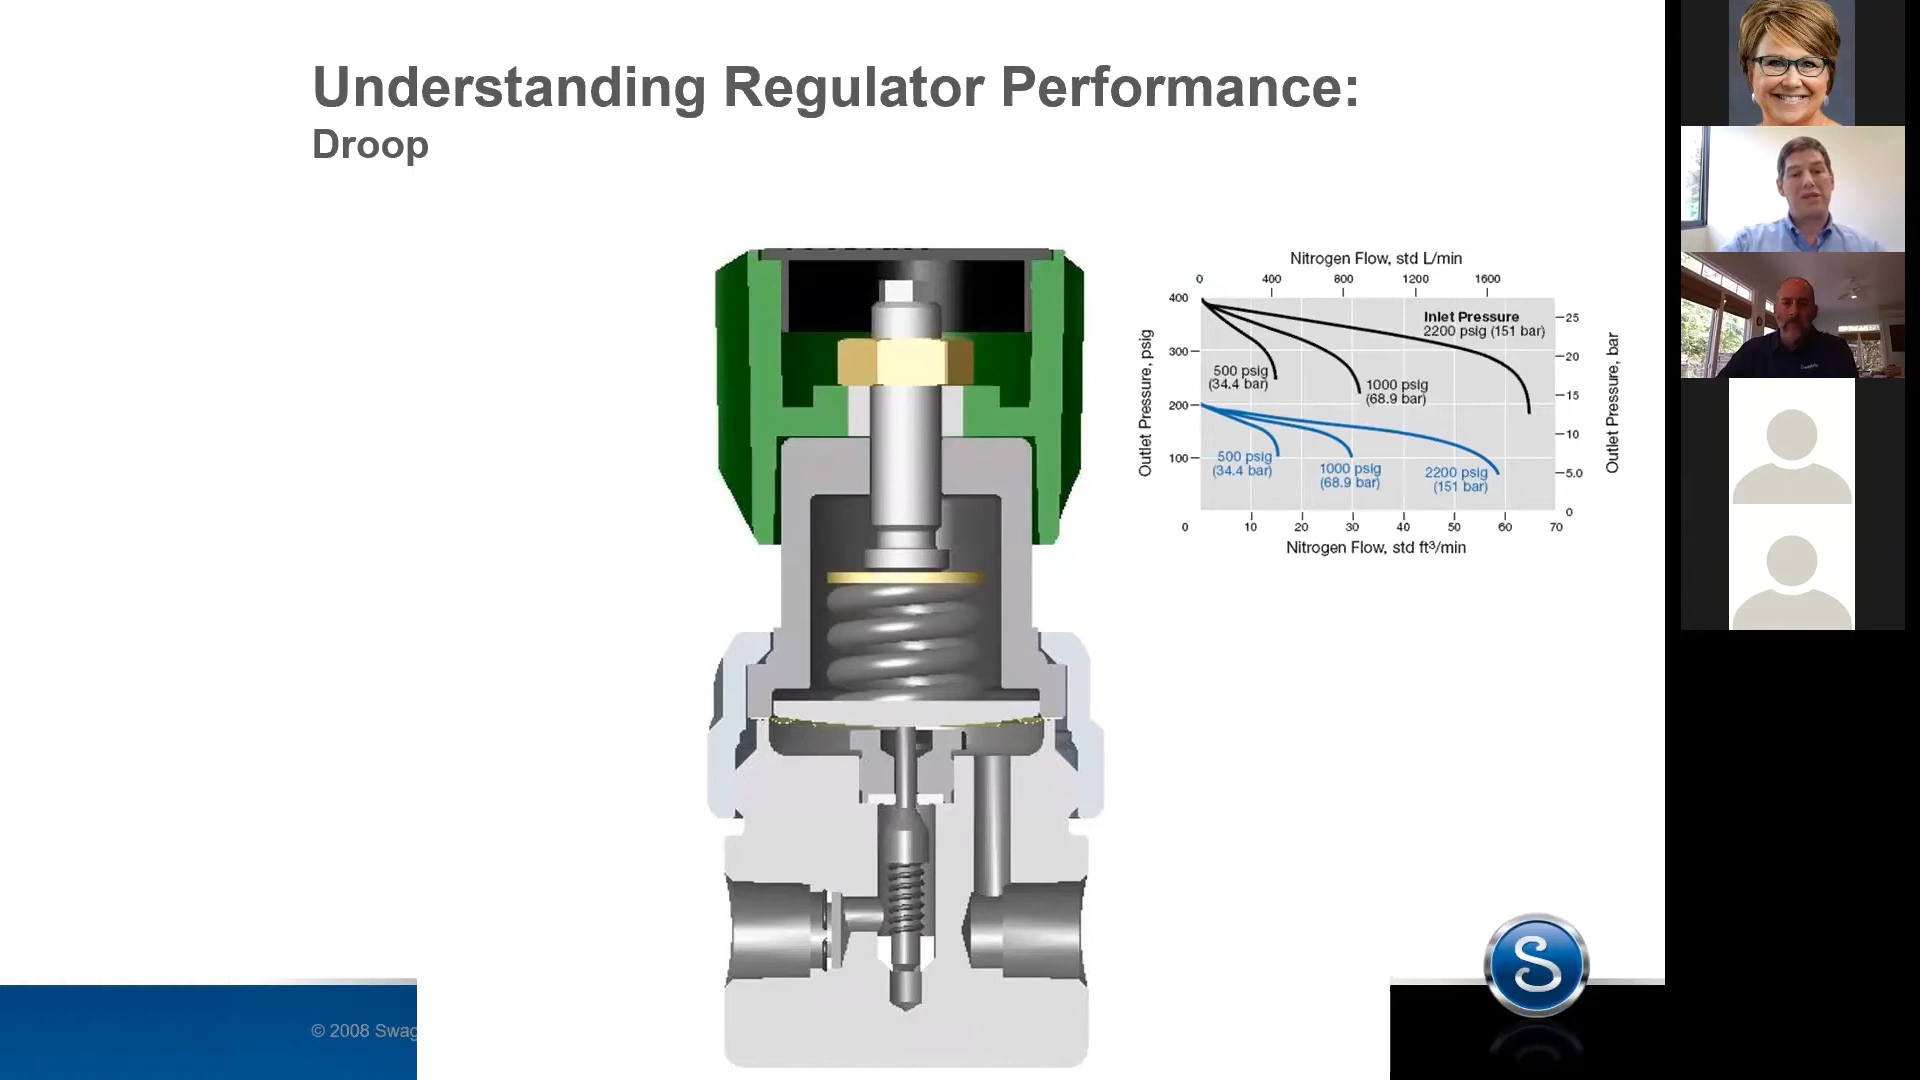 Understanding Regulator Performance:
Droop
Nitrogen Flow, std L/min
0 400 800 1200 1600
Outlet Pressure, psig
400
300
200
100
0
Inlet Pressure
2200 psig (151 bar)
500 psig
(34.4 bar)
1000 psig
(68.9 bar)
500 psig
(34.4 bar)
1000 psig
(68.9 bar)
2200 psig
(151 bar)
25
20
15
10
5.0
0
Outlet Pressure, bar
10 20 30 40 50 60 70
Nitrogen Flow, std ft³/min
S
© 2008 Swag